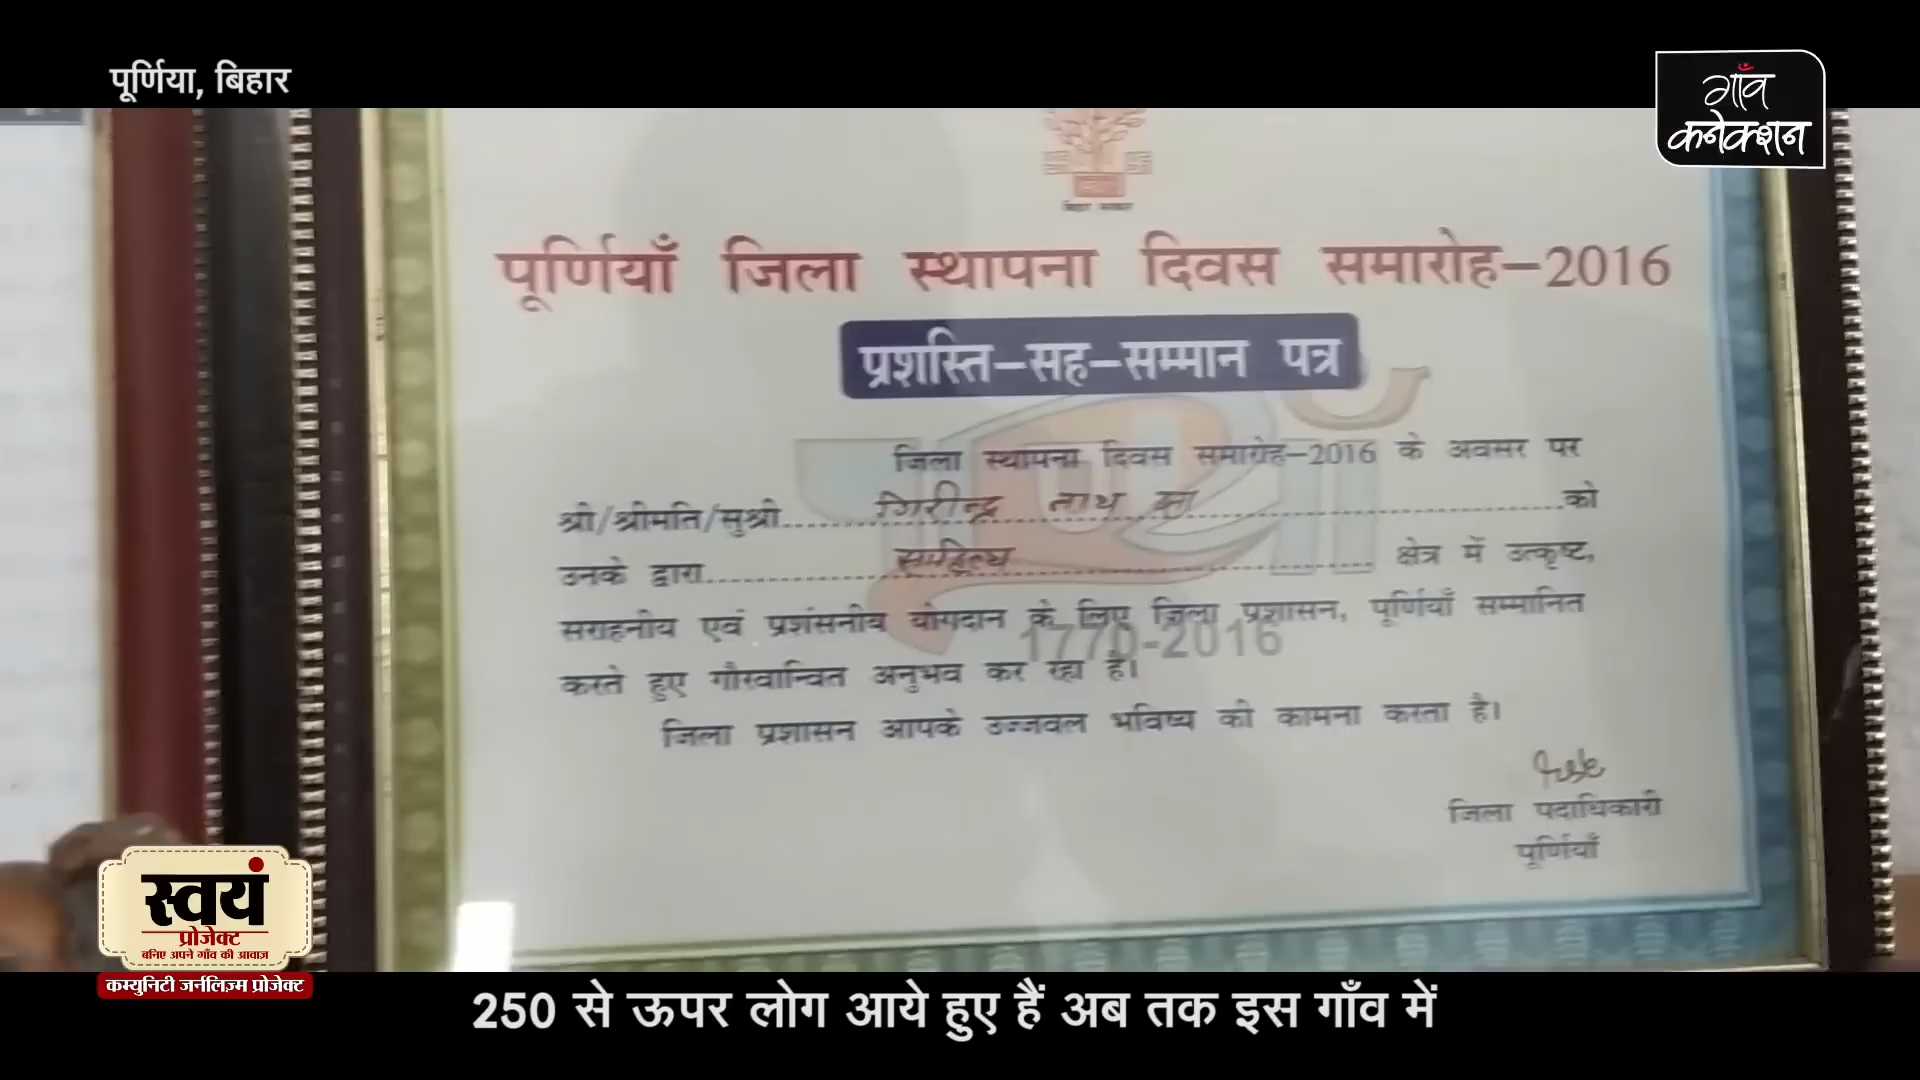 पूर्णिया, बिहार
गाँव
कनेक्शन
बिहार सरकार
पूर्णियाँ जिला स्थापना दिवस समारोह–2016
प्रशस्ति–सह–सम्मान पत्र
जिला स्थापना दिवस समारोह–2016 के अवसर पर
श्री/श्रीमति/सुश्री.....गिरीन्द्र नाथ झा.....को
उनके द्वारा.....साहित्य..... क्षेत्र में उत्कृष्ट,
सराहनीय एवं प्रशंसनीय योगदान के लिए जिला प्रशासन, पूर्णियाँ सम्मानित
1770-2016
करते हुए गौरवान्वित अनुभव कर रहा है।
जिला प्रशासन आपके उज्जवल भविष्य की कामना करता है।
जिला पदाधिकारी
पूर्णियाँ
स्वयं
प्रोजेक्ट
बनिए अपने गाँव की आवाज़
कम्युनिटी जर्नलिज़्म प्रोजेक्ट
250 से ऊपर लोग आये हुए हैं अब तक इस गाँव में